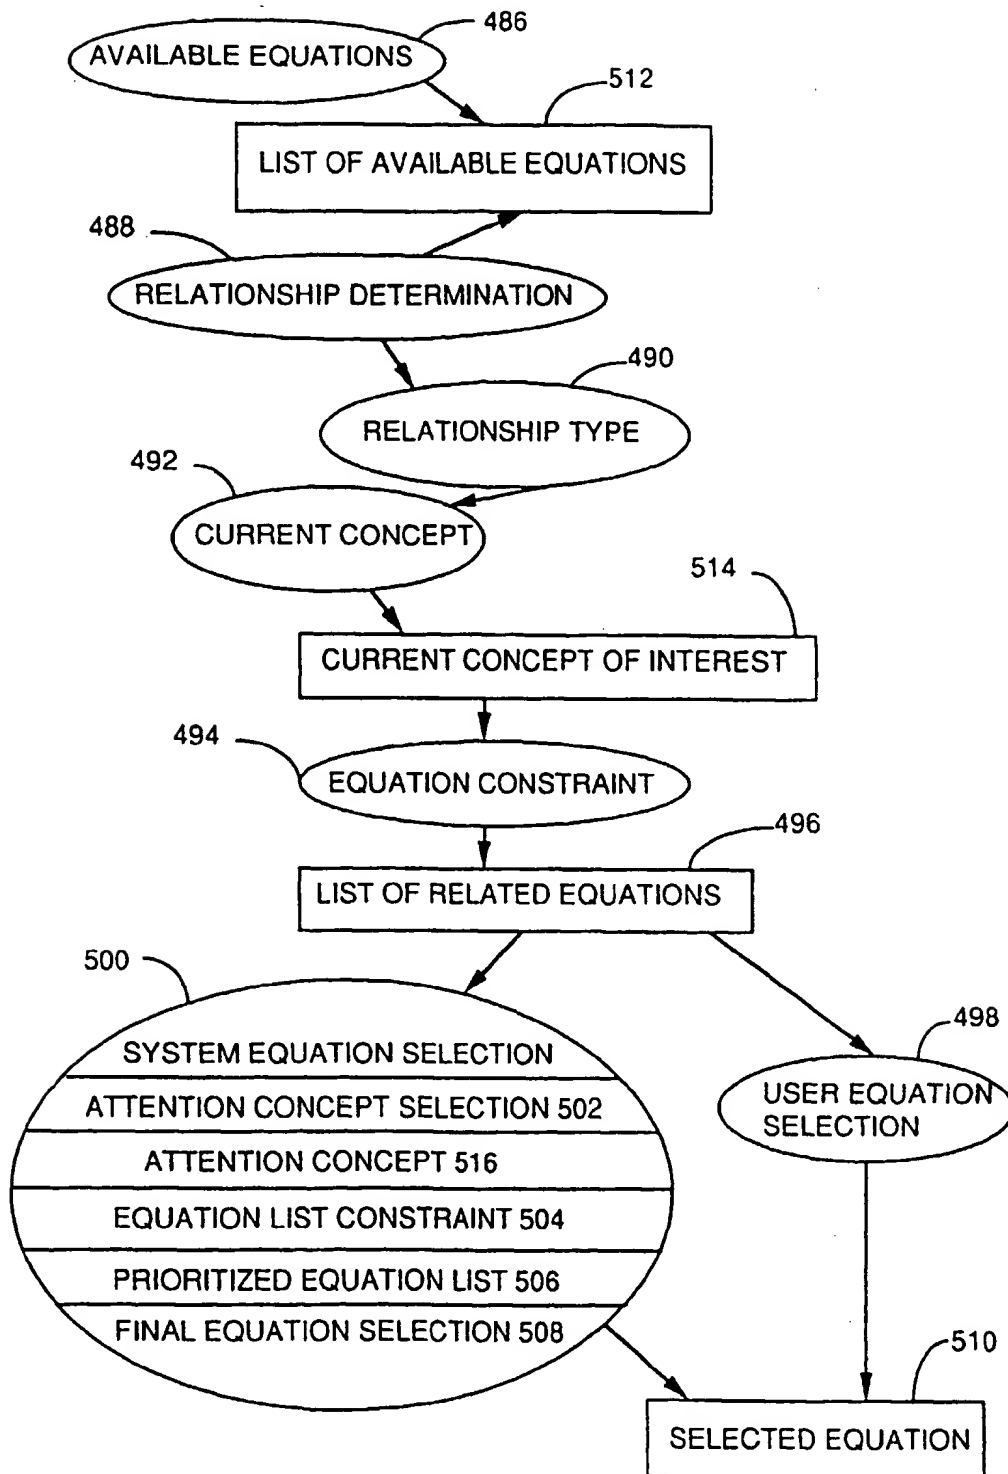 486
AVAILABLE EQUATIONS
512
LIST OF AVAILABLE EQUATIONS
488
RELATIONSHIP DETERMINATION
490
RELATIONSHIP TYPE
492
CURRENT CONCEPT
514
CURRENT CONCEPT OF INTEREST
494
EQUATION CONSTRAINT
496
LIST OF RELATED EQUATIONS
500
SYSTEM EQUATION SELECTION
ATTENTION CONCEPT SELECTION 502
ATTENTION CONCEPT 516
EQUATION LIST CONSTRAINT 504
PRIORITIZED EQUATION LIST 506
FINAL EQUATION SELECTION 508
498
USER EQUATION
SELECTION
510
SELECTED EQUATION